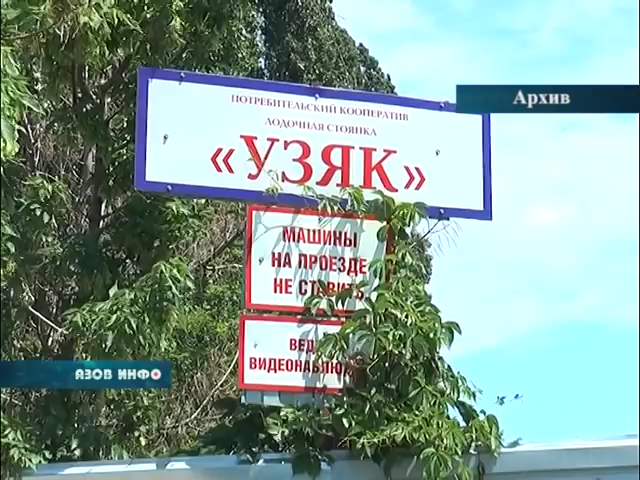 ПОТРЕБИТЕЛЬСКИЙ КООПЕРАТИВ
ЛОДОЧНАЯ СТОЯНКА
«УЗЯК»
Архив
МАШИНЫ
НА ПРОЕЗДЕ
НЕ СТАВИТЬ
АЗОВ ИНФО